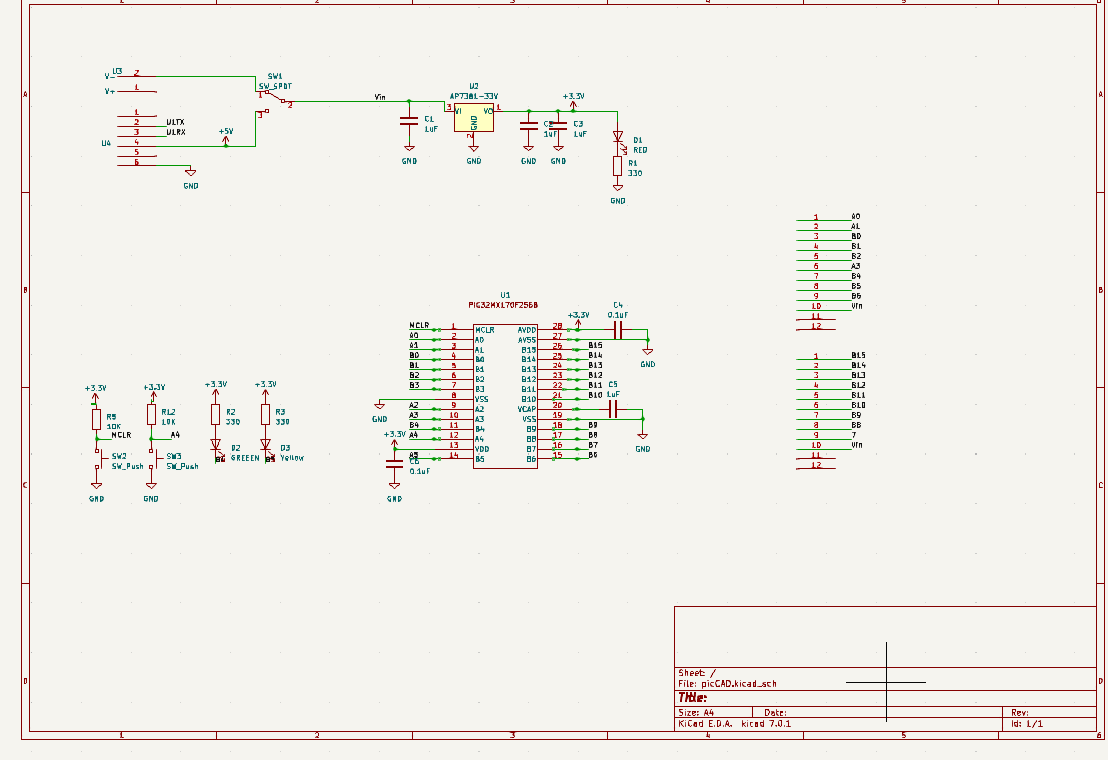 1 2 3 4 5 6
A
B
C
D
U3
V- 2
V+ 1
1
2 U1TX
3 U1RX
U4 4
5
6
+5V
GND
SW1
SW_SPDT
1
2
3
Vin
C1
1uF
GND
U2
AP7381-33V
3 VI VO 1
GND
2
GND
+3.3V
C2
1uF
GND
C3
1uF
GND
D1
RED
R1
330
GND
1 A0
2 A1
3 B0
4 B1
5 B2
6 A3
7 B4
8 B5
9 B6
10 Vin
11
12
U1
PIC32MX170F256B
MCLR 1 MCLR
A0 2 A0
A1 3 A1
B0 4 B0
B1 5 B1
B2 6 B2
B3 7 B3
8 VSS
A2 9 A2
A3 10 A3
B4 11 B4
A4 12 A4
13 VDD
14 B5
AVDD 28
AVSS 27
B15 26 B15
B14 25 B14
B13 24 B13
B12 23 B12
B11 22 B11
B10 21 B10
VCAP 20
VSS 19
B9 18 B9
B8 17 B8
B7 16 B7
B6 15 B6
GND
+3.3V
C6
0.1uF
GND
+3.3V
C4
0.1uF
GND
C5
1uF
GND
1 B15
2 B14
3 B13
4 B12
5 B11
6 B10
7 B9
8 B8
9 7
10 Vin
11
12
+3.3V
R5
10K
MCLR
SW2
SW_Push
GND
+3.3V
R12
10K
A4
SW3
SW_Push
GND
+3.3V
R2
330
D2
GREEEN
+3.3V
R3
330
D3
Yellow
Sheet: /
File: picCAD.kicad_sch
Title:
Size: A4 Date: Rev:
KiCad E.D.A. kicad 7.0.1 Id: 1/1
1 2 3 4 5 6